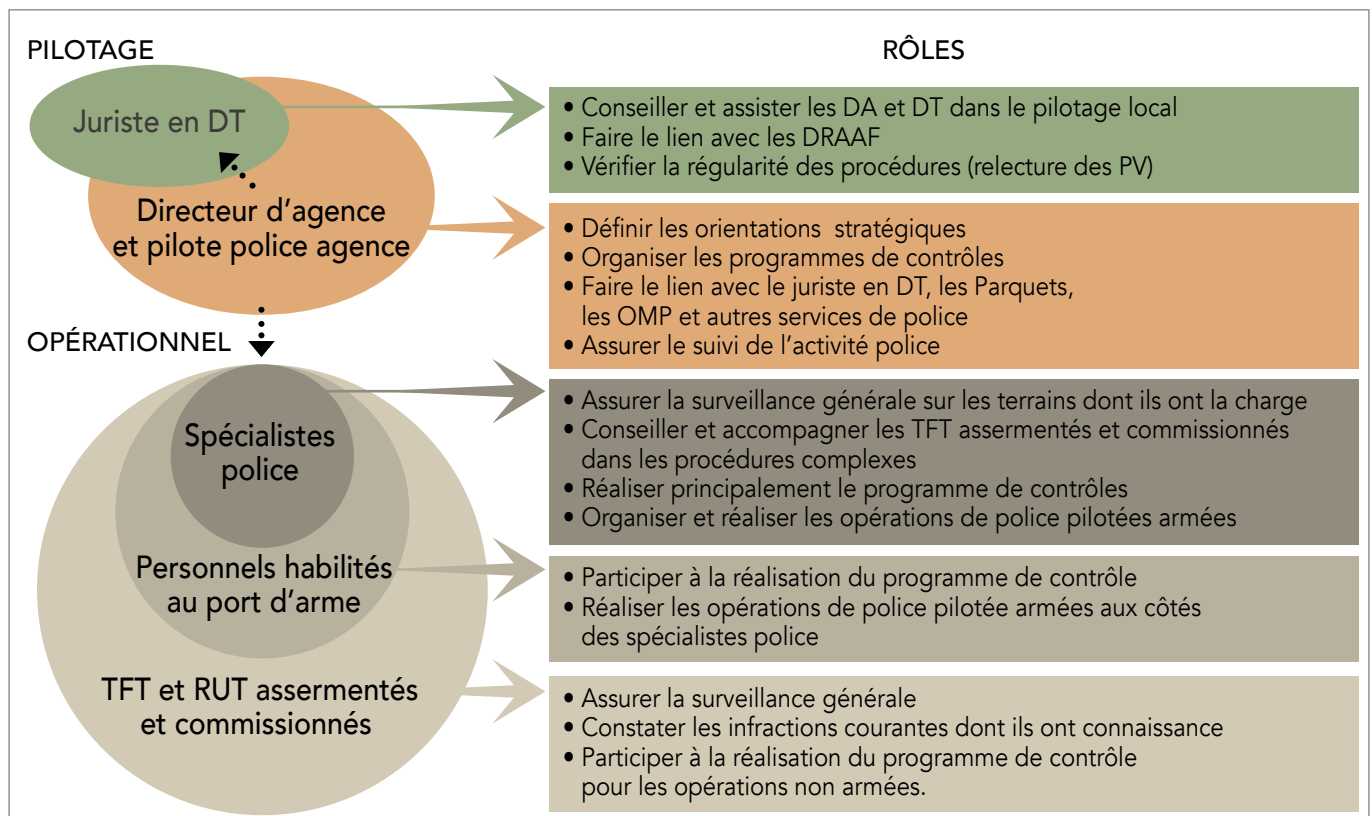 PILOTAGE
RÔLES
Juriste en DT
• Conseiller et assister les DA et DT dans le pilotage local
• Faire le lien avec les DRAAF
• Vérifier la régularité des procédures (relecture des PV)
Directeur d’agence
et pilote police agence
• Définir les orientations stratégiques
• Organiser les programmes de contrôles
• Faire le lien avec le juriste en DT, les Parquets,
les OMP et autres services de police
• Assurer le suivi de l’activité police
OPÉRATIONNEL
Spécialistes
police
• Assurer la surveillance générale sur les terrains dont ils ont la charge
• Conseiller et accompagner les TFT assermentés et commissionnés
dans les procédures complexes
• Réaliser principalement le programme de contrôles
• Organiser et réaliser les opérations de police pilotées armées
Personnels habilités
au port d’arme
• Participer à la réalisation du programme de contrôle
• Réaliser les opérations de police pilotée armées aux côtés
des spécialistes police
TFT et RUT assermentés
et commissionnés
• Assurer la surveillance générale
• Constater les infractions courantes dont ils ont connaissance
• Participer à la réalisation du programme de contrôle
pour les opérations non armées.